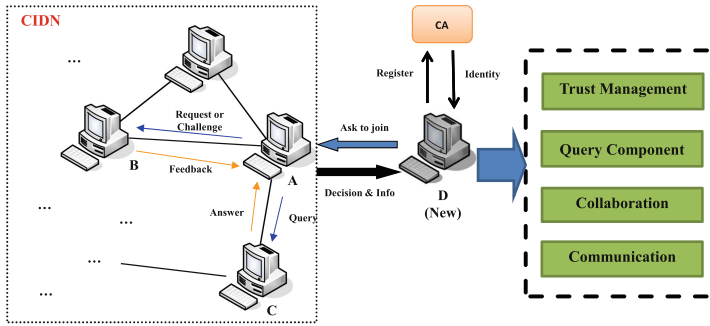 CIDN
CA
...
Register
Identity
Trust Management
Request or
Challenge
Ask to join
Query Component
B
Feedback
A
D
(New)
Decision & Info
Collaboration
...
Answer
Query
...
...
Communication
...
C